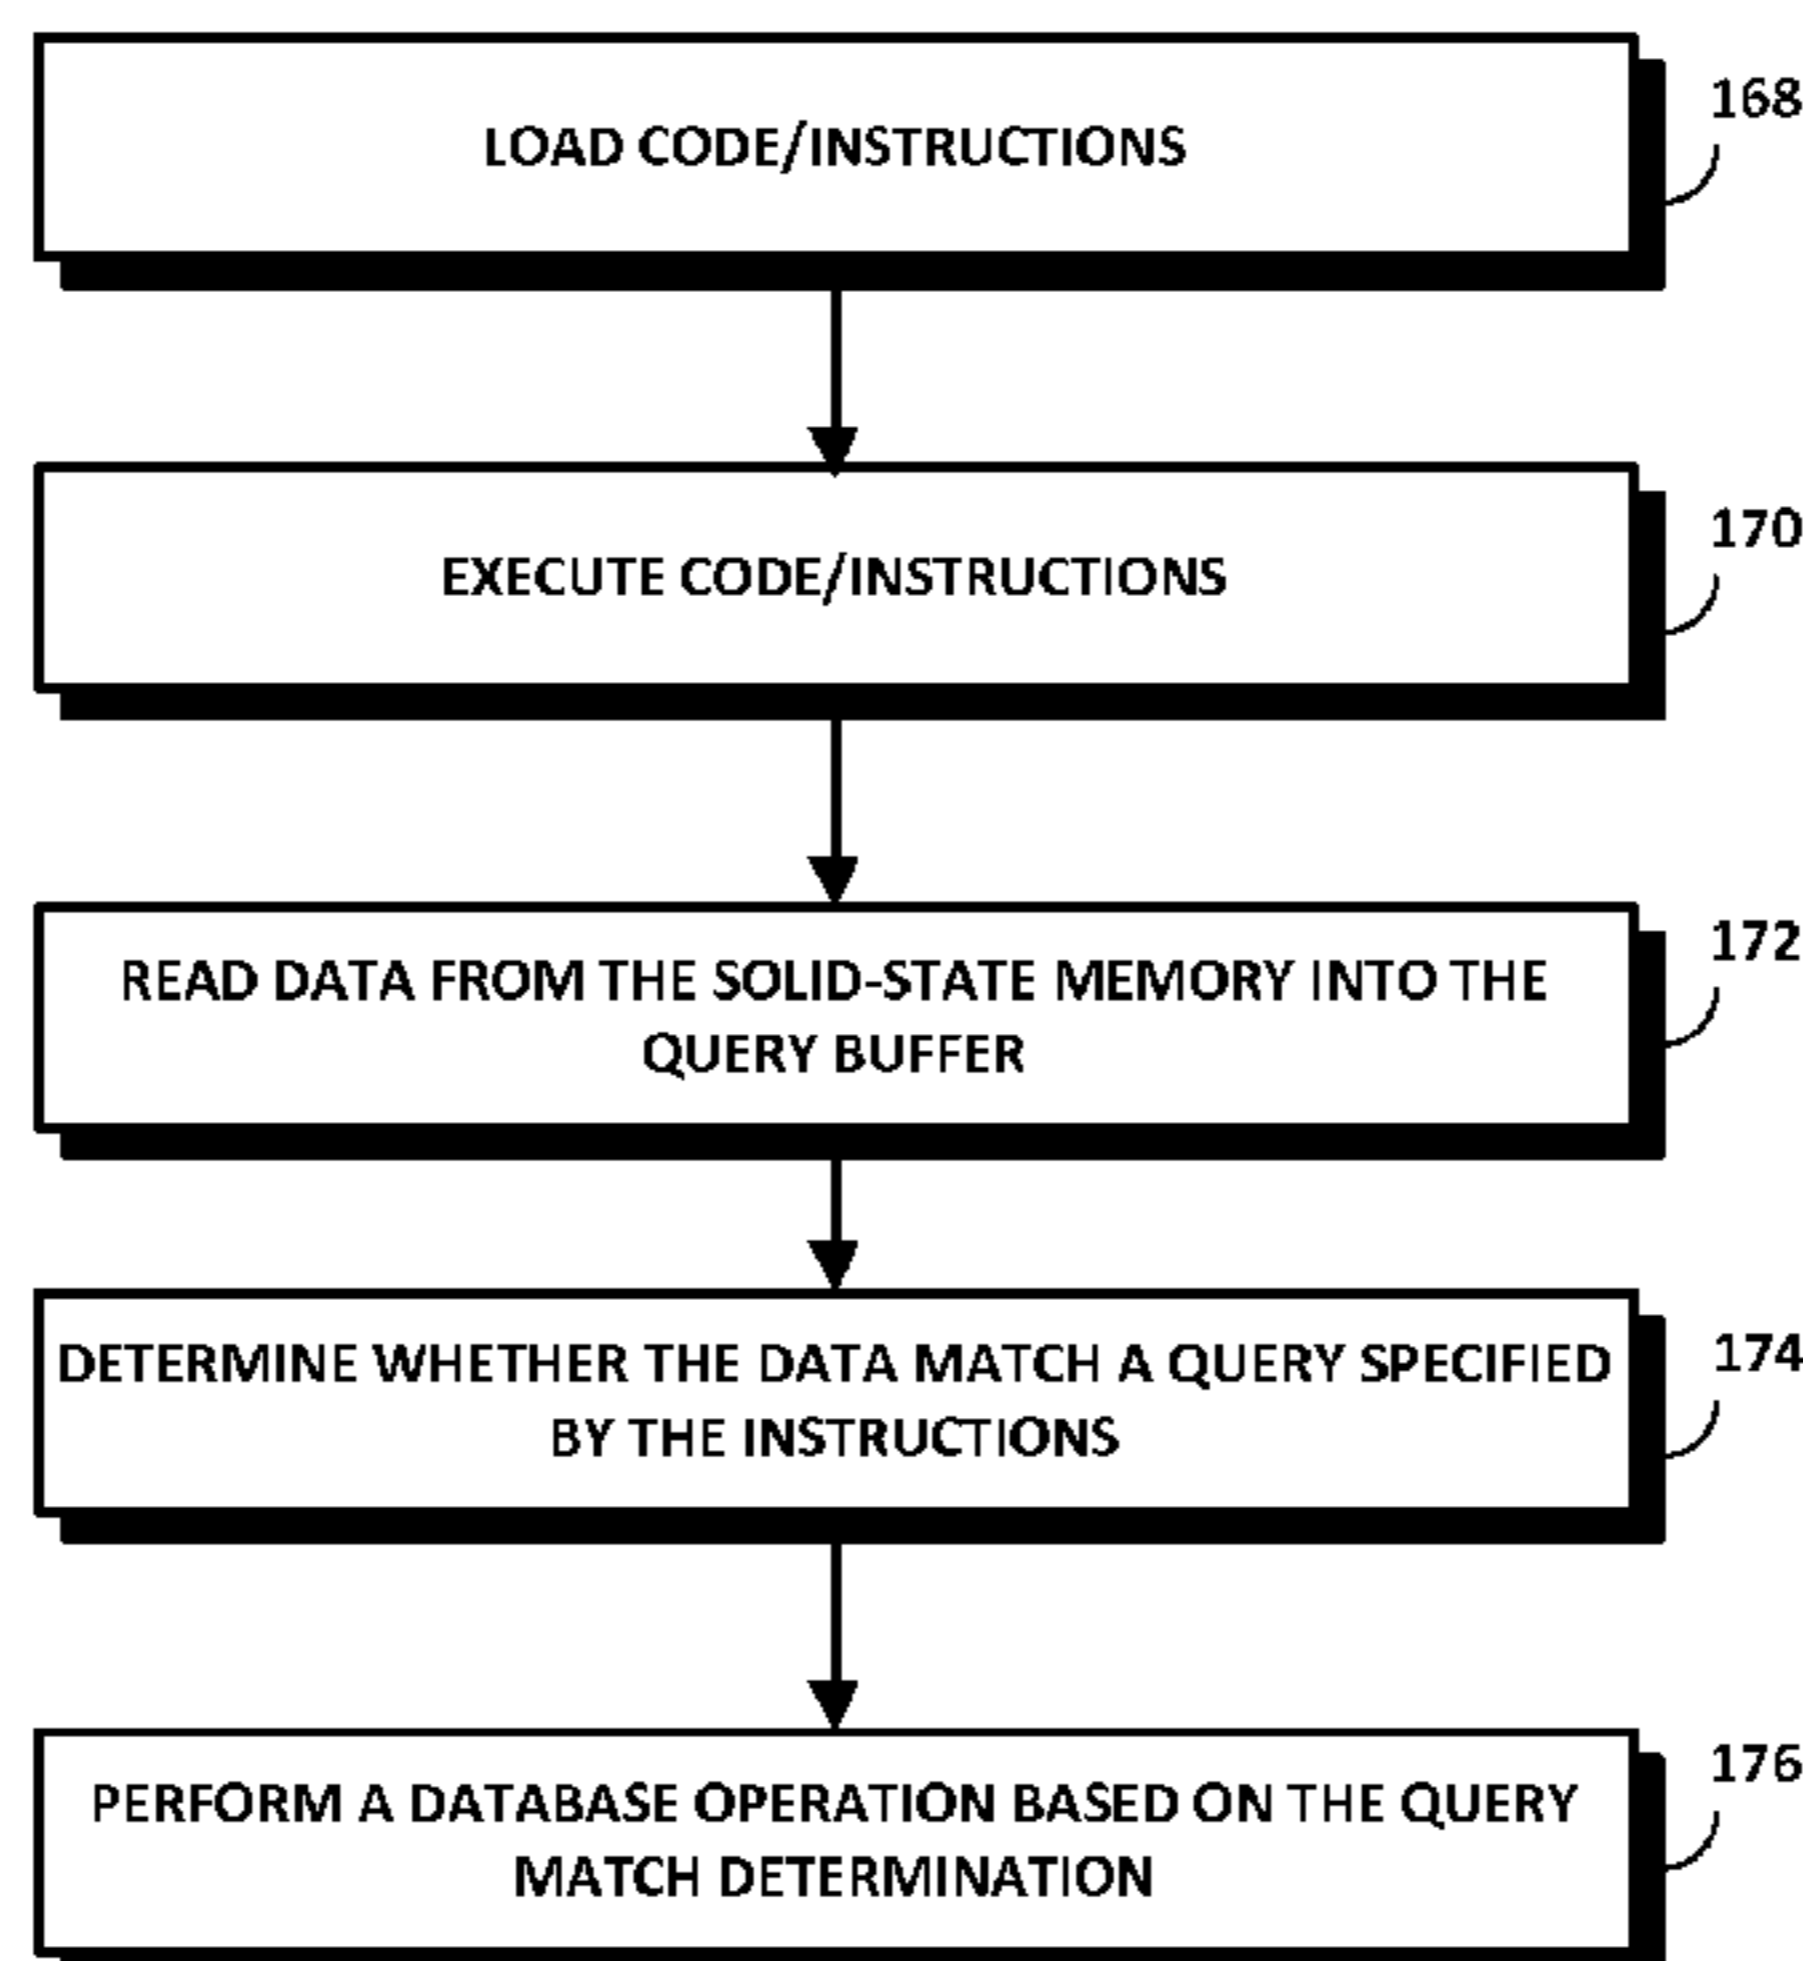 LOAD CODE/INSTRUCTIONS
168
EXECUTE CODE/INSTRUCTIONS
170
READ DATA FROM THE SOLID-STATE MEMORY INTO THE
QUERY BUFFER
172
DETERMINE WHETHER THE DATA MATCH A QUERY SPECIFIED
BY THE INSTRUCTIONS
174
PERFORM A DATABASE OPERATION BASED ON THE QUERY
MATCH DETERMINATION
176